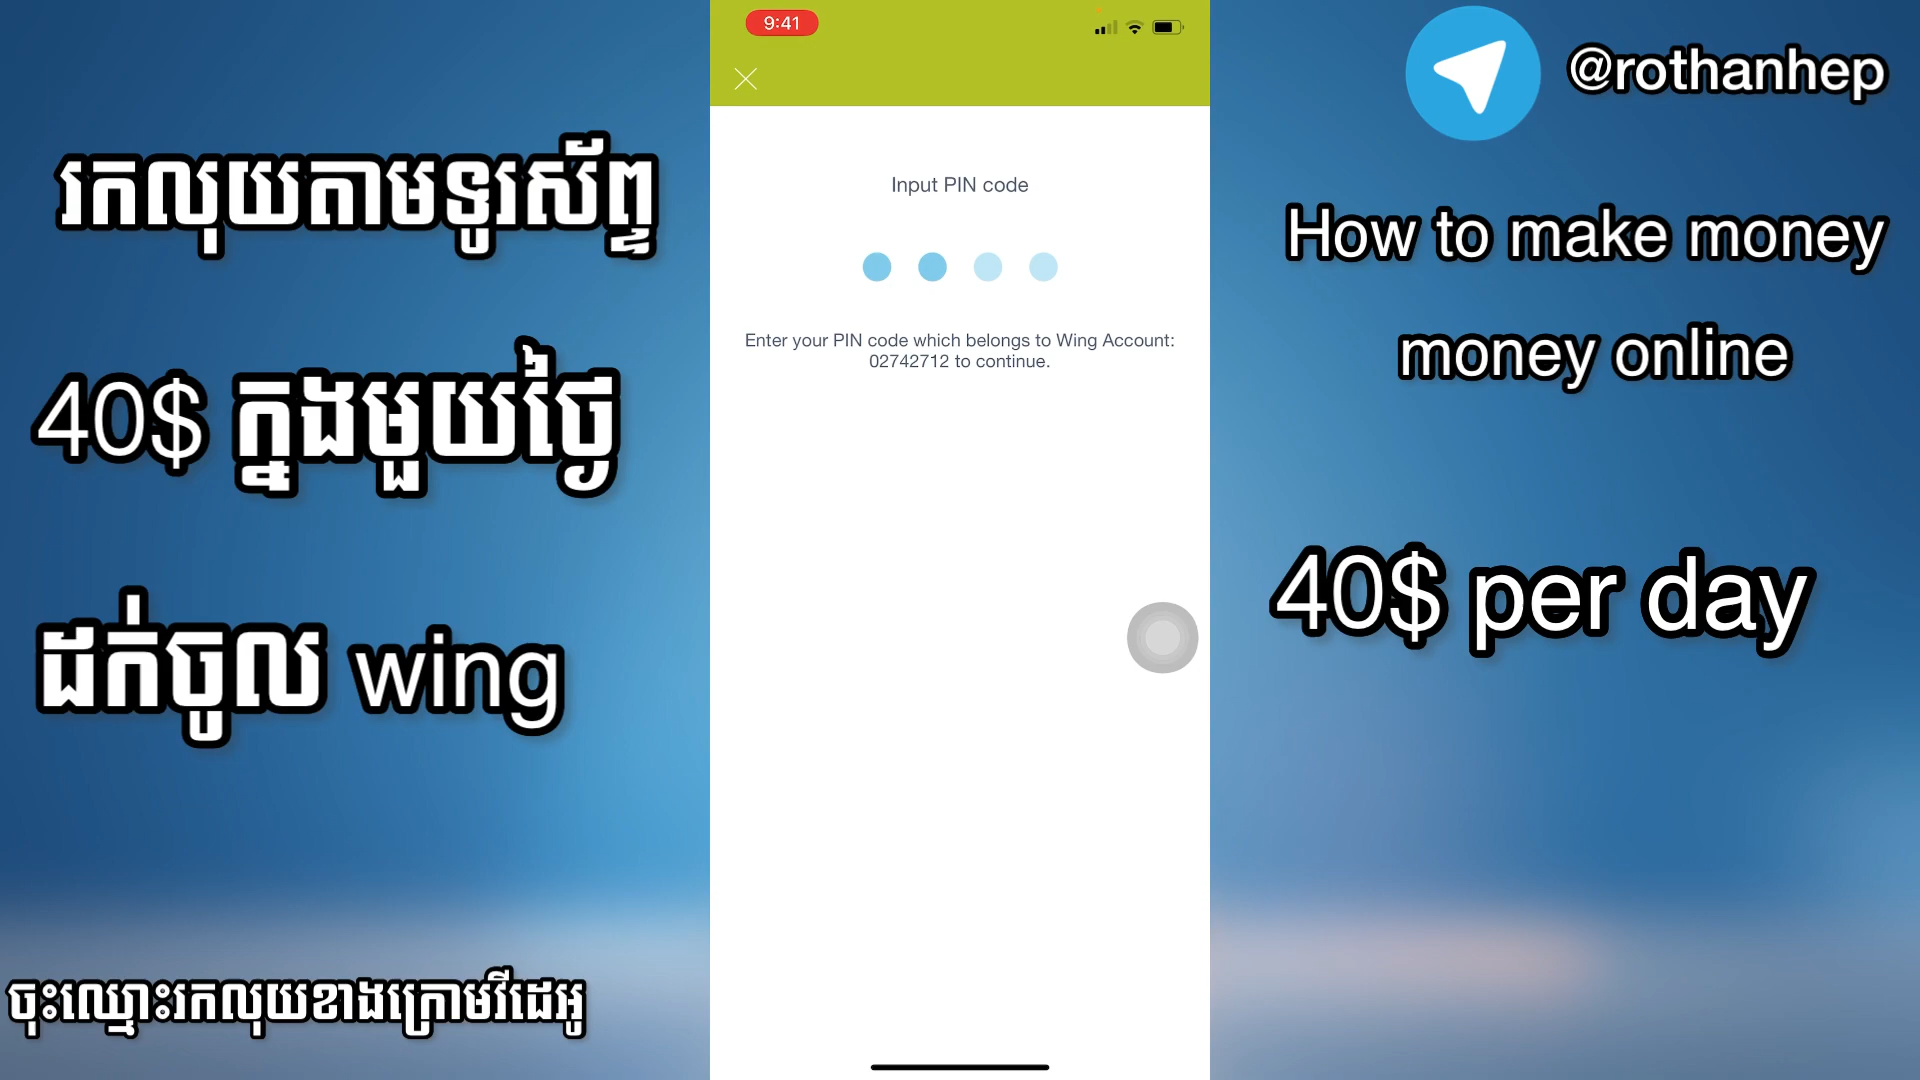 រកលុយតាមទូរស័ព្ទ
40$ ក្នុងមួយថ្ងៃ
ដក់ចូល wing
ចុះឈ្មោះរកលុយខាងក្រោមវីដេអូ
9:41
Input PIN code
Enter your PIN code which belongs to Wing Account:
02742712 to continue.
@rothanhep
How to make money
money online
40$ per day